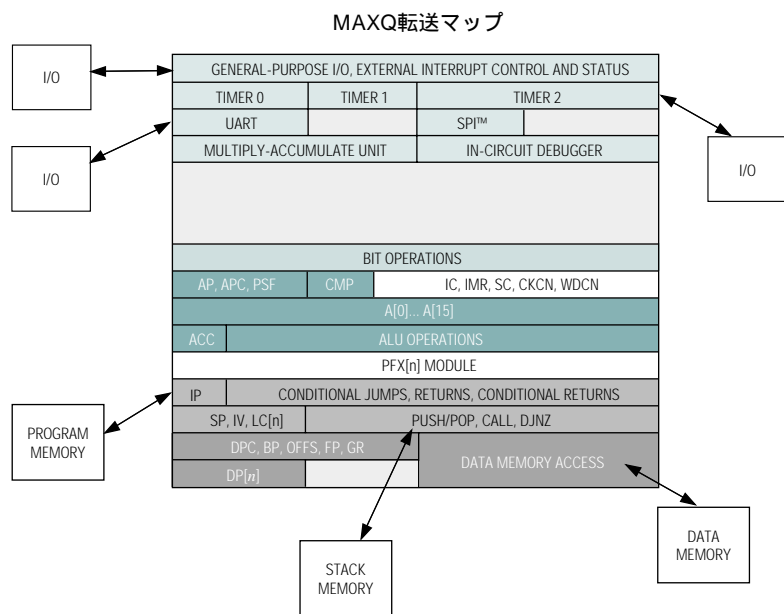 MAXQ転送マップ
I/O
GENERAL-PURPOSE I/O, EXTERNAL INTERRUPT CONTROL AND STATUS
TIMER 0
TIMER 1
TIMER 2
UART
SPI™
I/O
MULTIPLY-ACCUMULATE UNIT
IN-CIRCUIT DEBUGGER
I/O
BIT OPERATIONS
AP, APC, PSF
CMP
IC, IMR, SC, CKCN, WDCN
A[0]... A[15]
ACC
ALU OPERATIONS
PFX[n] MODULE
IP
CONDITIONAL JUMPS, RETURNS, CONDITIONAL RETURNS
PROGRAM
MEMORY
SP, IV, LC[n]
PUSH/POP, CALL, DJNZ
DPC, BP, OFFS, FP, GR
DATA MEMORY ACCESS
DP[n]
STACK
MEMORY
DATA
MEMORY